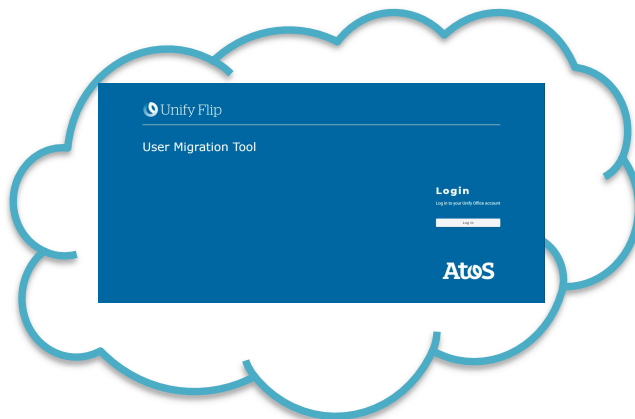 Unify Flip
User Migration Tool
Login
Log in to your Unify Office account
Log in
Atos